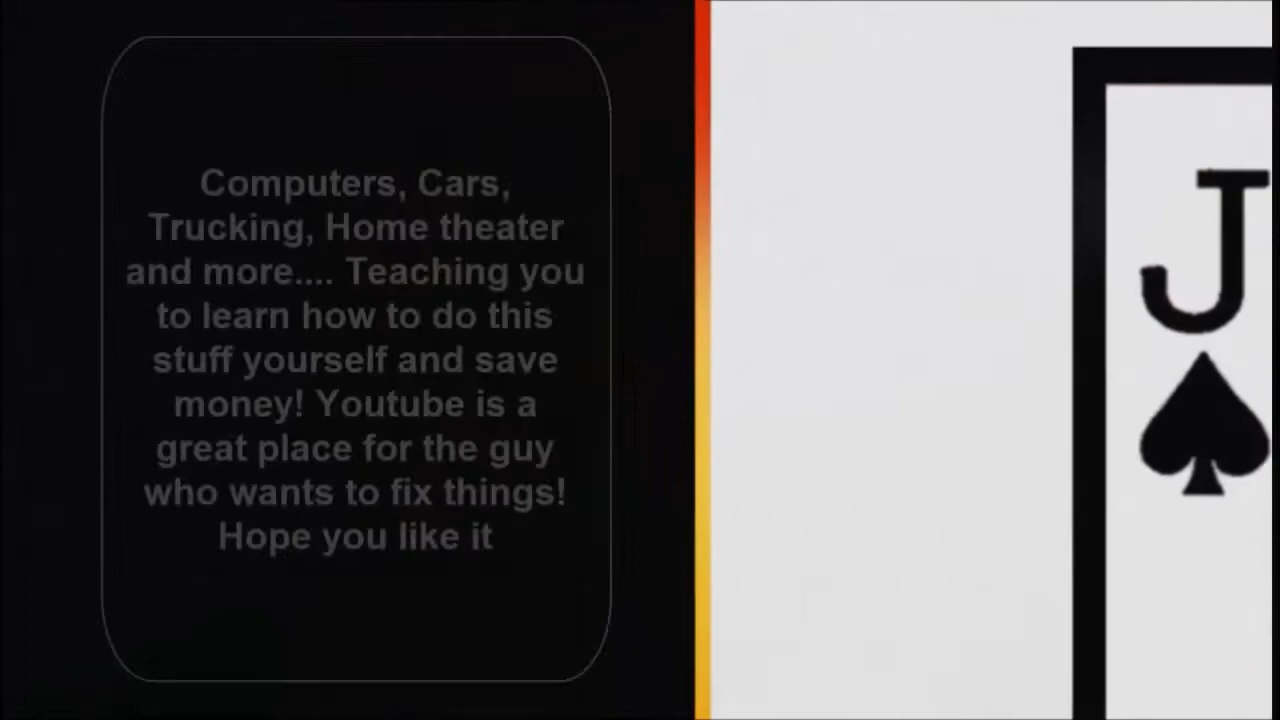 Computers, Cars,
Trucking, Home theater
and more.... Teaching you
to learn how to do this
stuff yourself and save
money! Youtube is a
great place for the guy
who wants to fix things!
Hope you like it
J